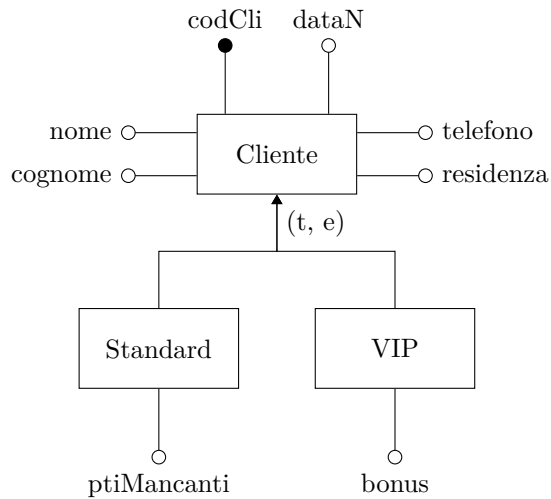 codCli dataN
nome telefono
Cliente
cognome residenza
(t, e)
Standard VIP
ptiMancanti bonus